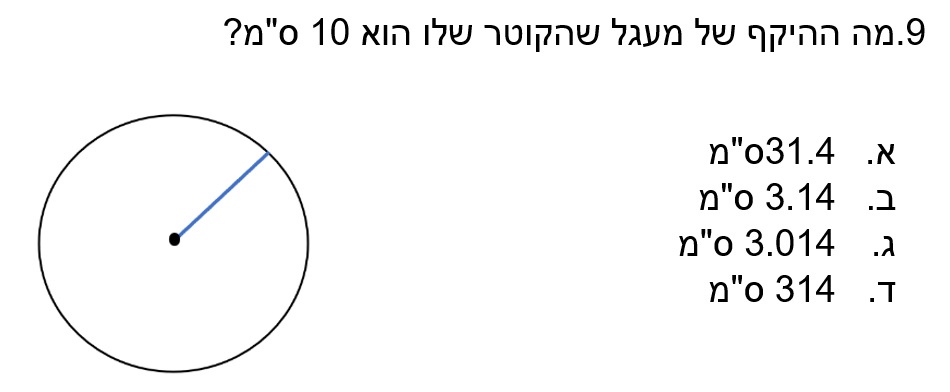 9.מה ההיקף של מעגל שהקוטר שלו הוא 10 ס"מ?
א. 31.4ס"מ
ב. 3.14 ס"מ
ג. 3.014 ס"מ
ד. 314 ס"מ